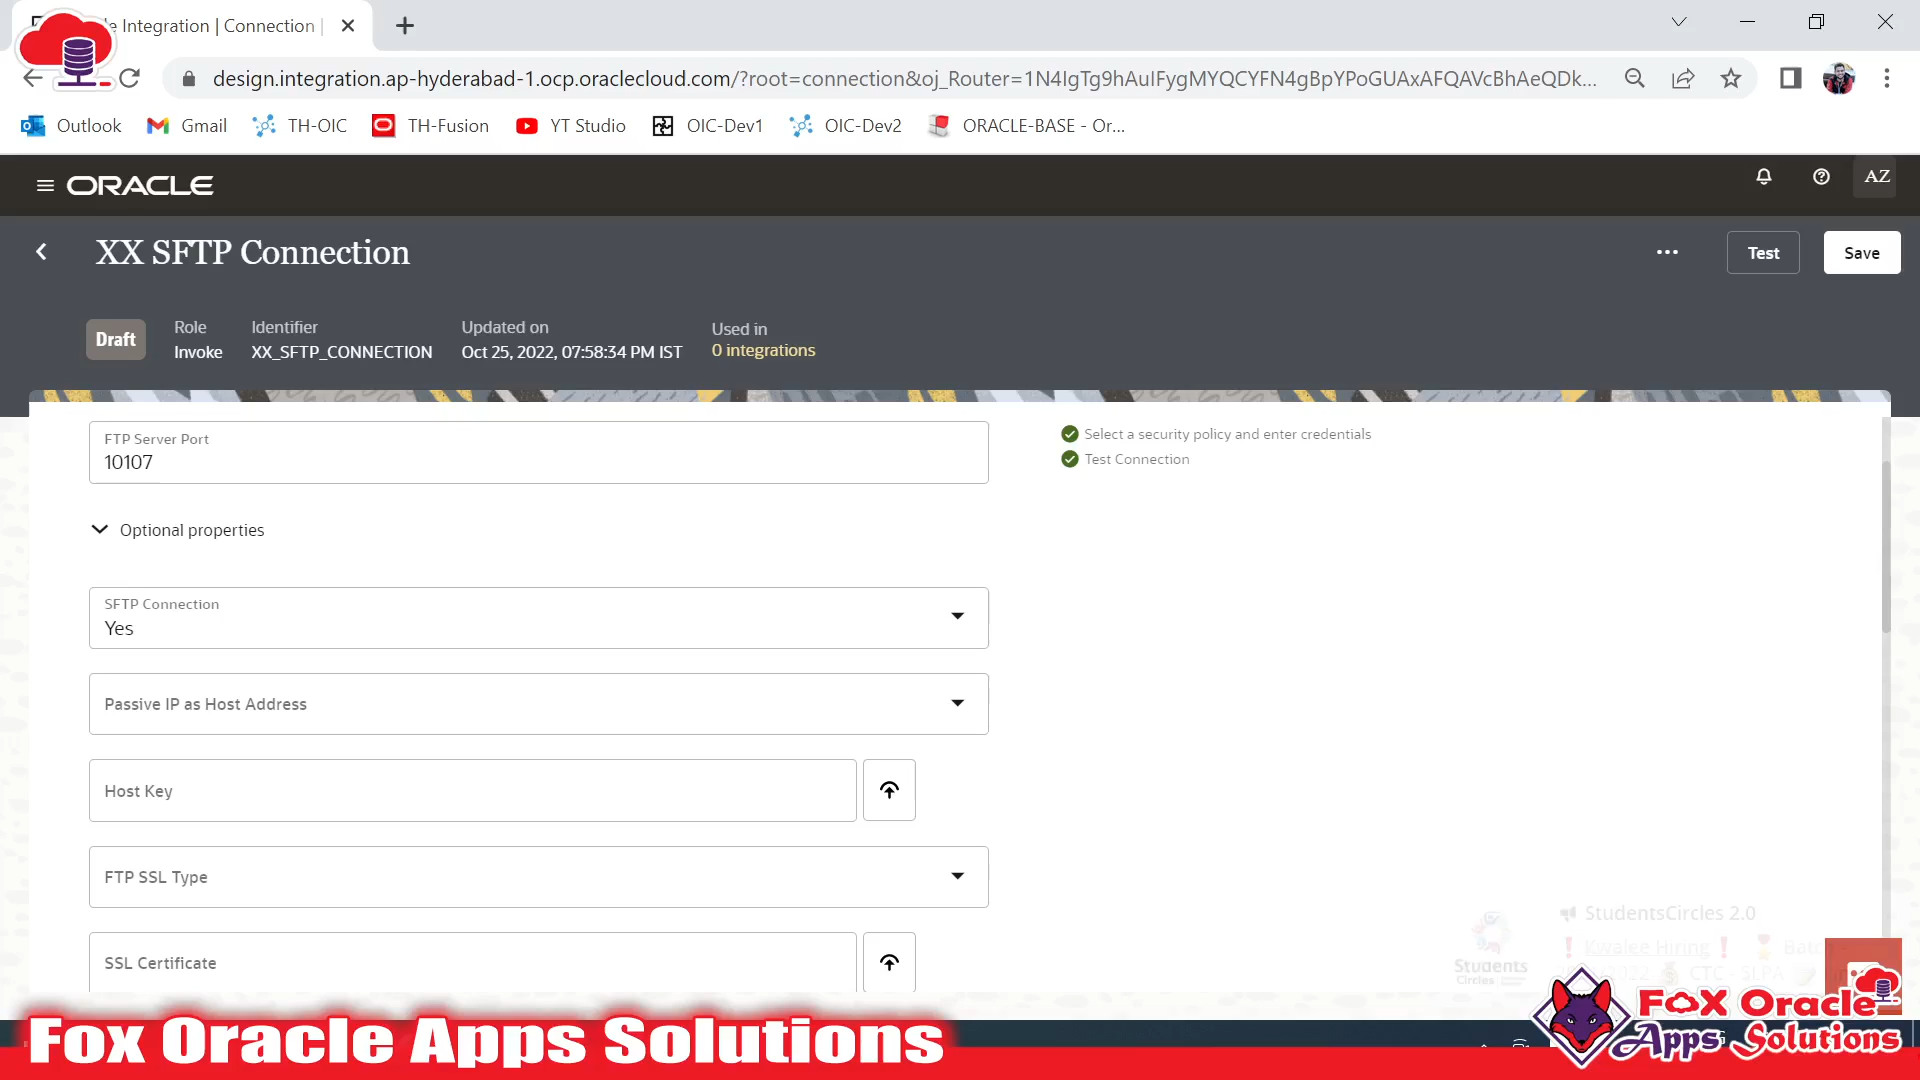 e Integration | Connection |
design.integration.ap-hyderabad-1.ocp.oraclecloud.com/?root=connection&oj_Router=1N4IgTg9hAuIFygMYQCYFN4gBpYPoGUAxAFQAVcBhAeQDk...
Outlook Gmail TH-OIC TH-Fusion YT Studio OIC-Dev1 OIC-Dev2 ORACLE-BASE - Or...
ORACLE
AZ
XX SFTP Connection
Test
Save
Draft
Role
Invoke
Identifier
XX_SFTP_CONNECTION
Updated on
Oct 25, 2022, 07:58:34 PM IST
Used in
0 integrations
FTP Server Port
10107
Select a security policy and enter credentials
Test Connection
Optional properties
SFTP Connection
Yes
Passive IP as Host Address
Host Key
FTP SSL Type
SSL Certificate
StudentsCircles 2.0
Kwalee Hiring
Students
Circles
Fox Oracle Apps Solutions
Fox Oracle
Apps Solutions